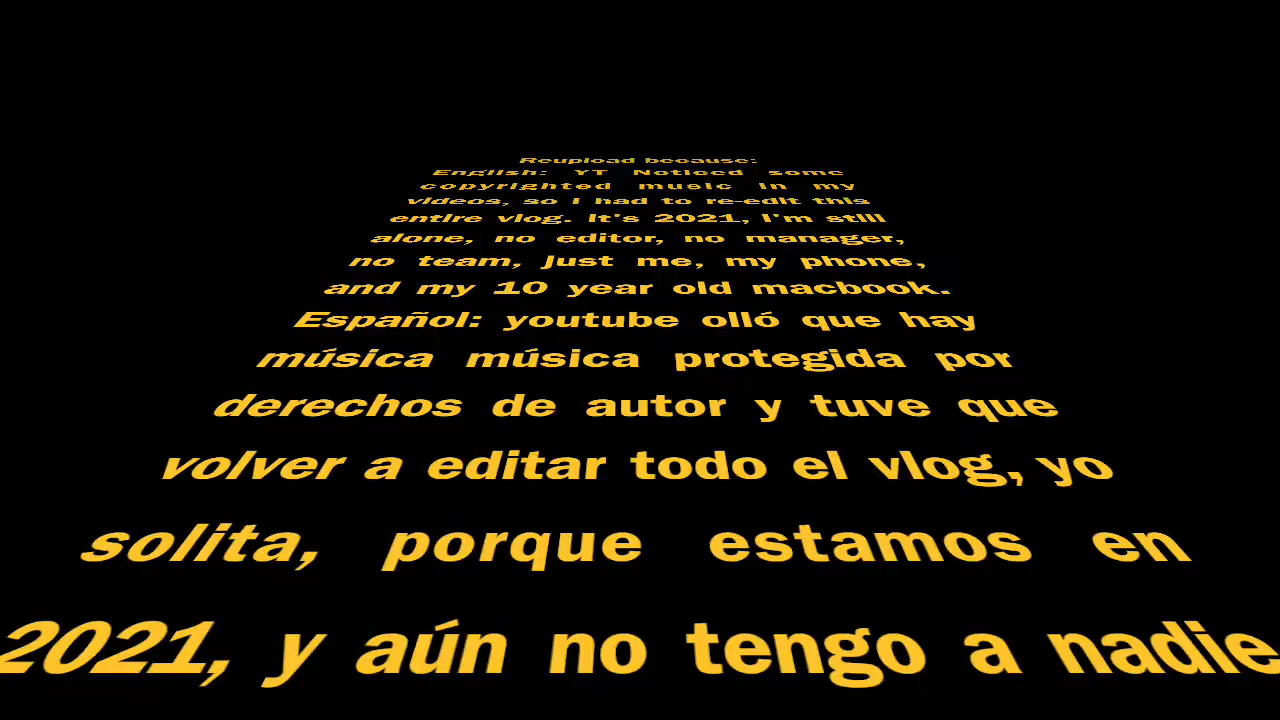 Reupload because:
English: YT Noticed some
copyrighted music in my
videos, so I had to re-edit this
entire vlog. It's 2021, I'm still
alone, no editor, no manager,
no team, just me, my phone,
and my 10 year old macbook.
Español: youtube olló que hay
música música protegida por
derechos de autor y tuve que
volver a editar todo el vlog, yo
solita, porque estamos en
2021, y aún no tengo a nadie